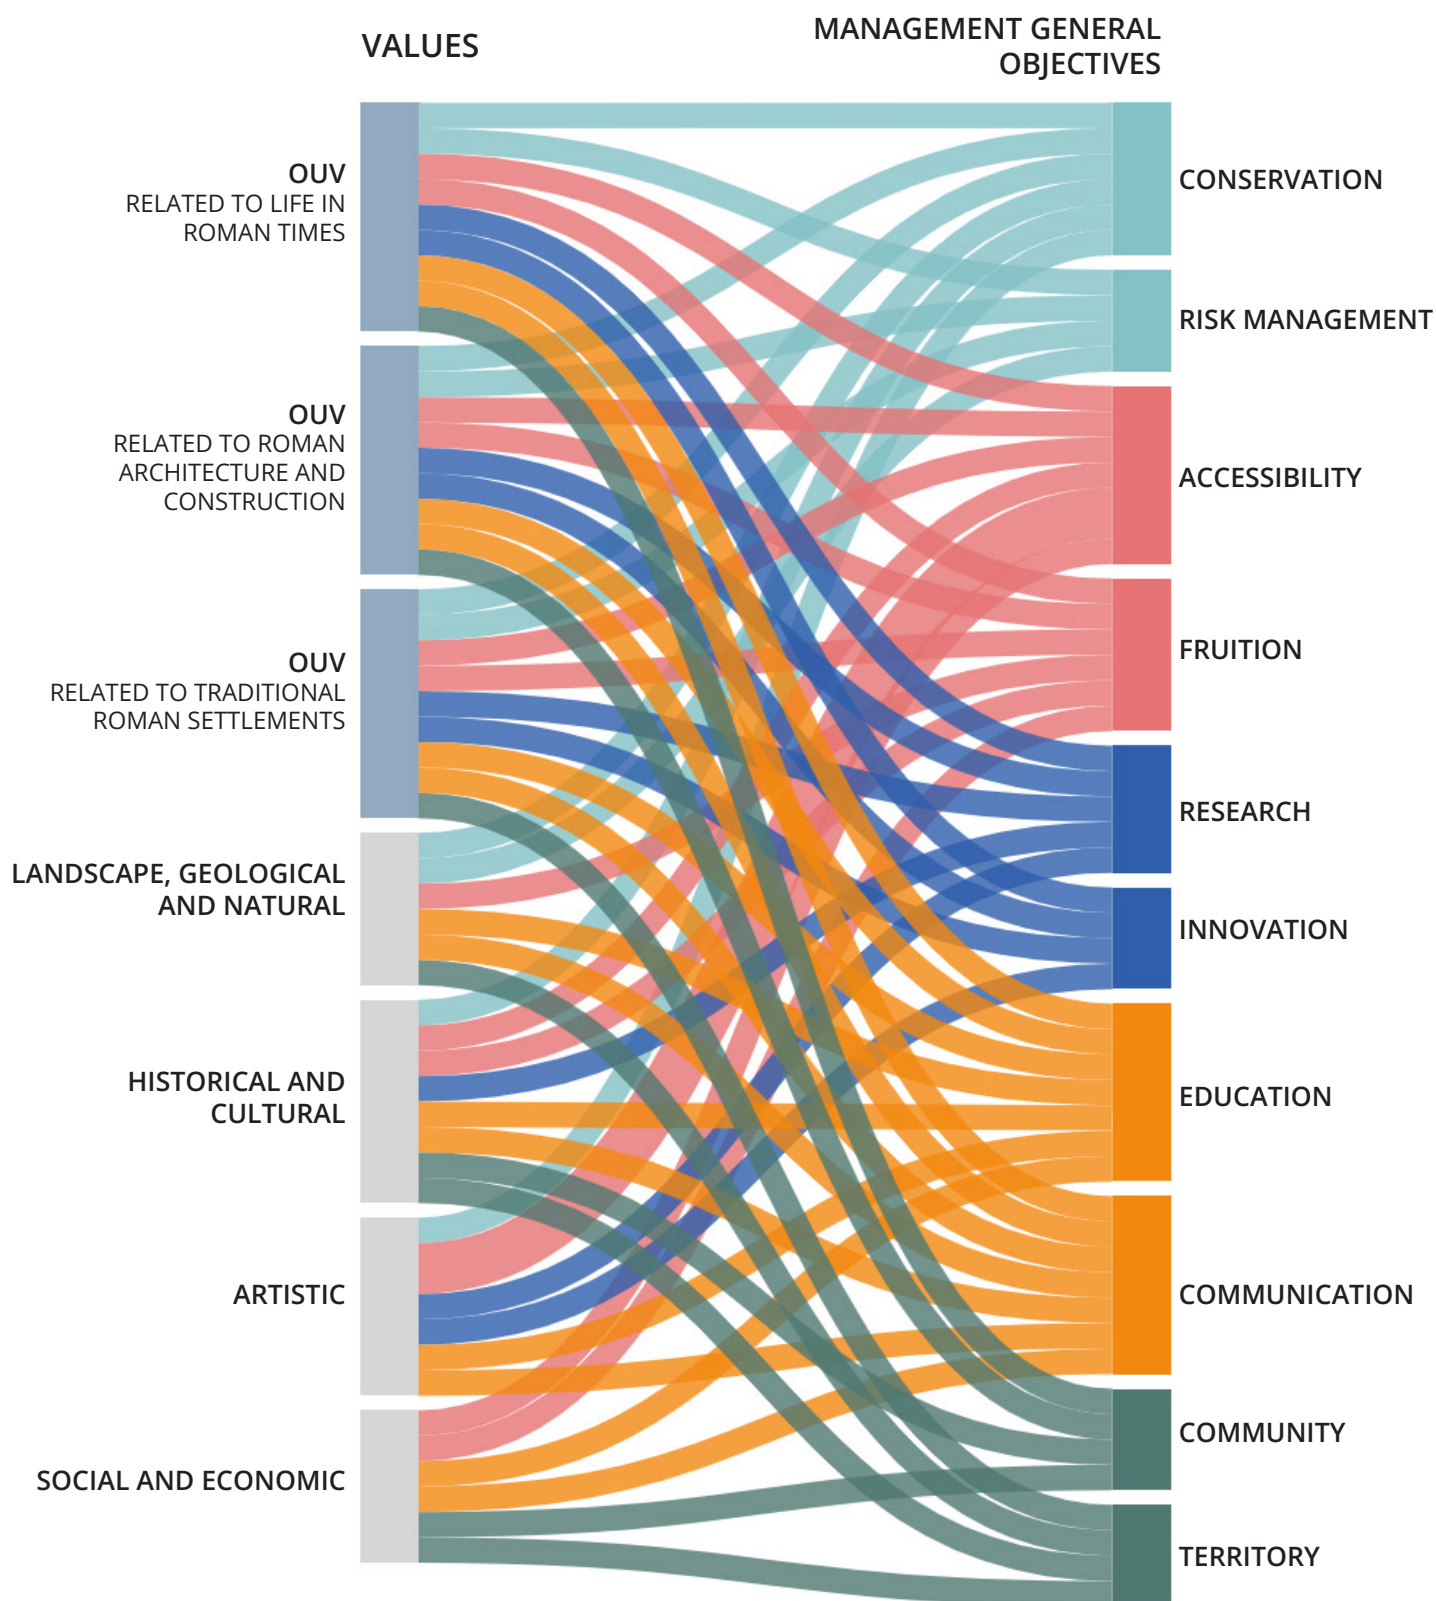 VALUES
MANAGEMENT GENERAL
OBJECTIVES
OUV
RELATED TO LIFE IN
ROMAN TIMES
OUV
RELATED TO ROMAN
ARCHITECTURE AND
CONSTRUCTION
OUV
RELATED TO TRADITIONAL
ROMAN SETTLEMENTS
LANDSCAPE, GEOLOGICAL
AND NATURAL
HISTORICAL AND
CULTURAL
ARTISTIC
SOCIAL AND ECONOMIC
CONSERVATION
RISK MANAGEMENT
ACCESSIBILITY
FRUITION
RESEARCH
INNOVATION
EDUCATION
COMMUNICATION
COMMUNITY
TERRITORY